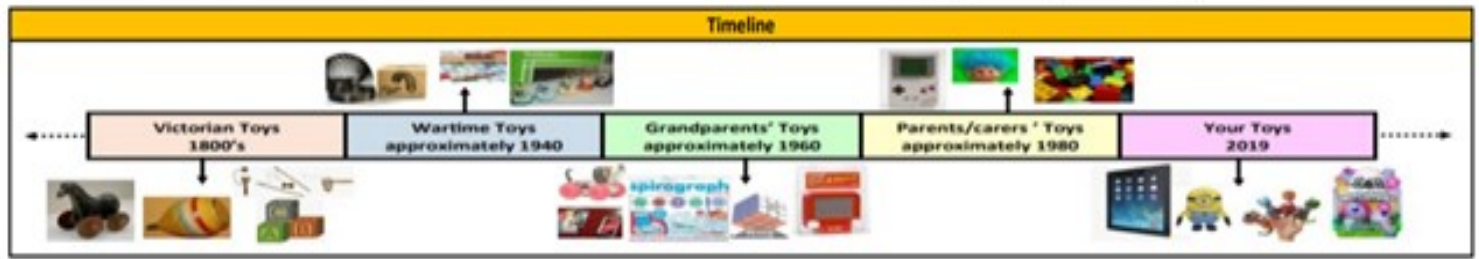 Timeline
Victorian Toys
1800's
Wartime Toys
approximately 1940
Grandparents' Toys
approximately 1960
Parents/carers ' Toys
approximately 1980
Your Toys
2019
spirograph
A
B